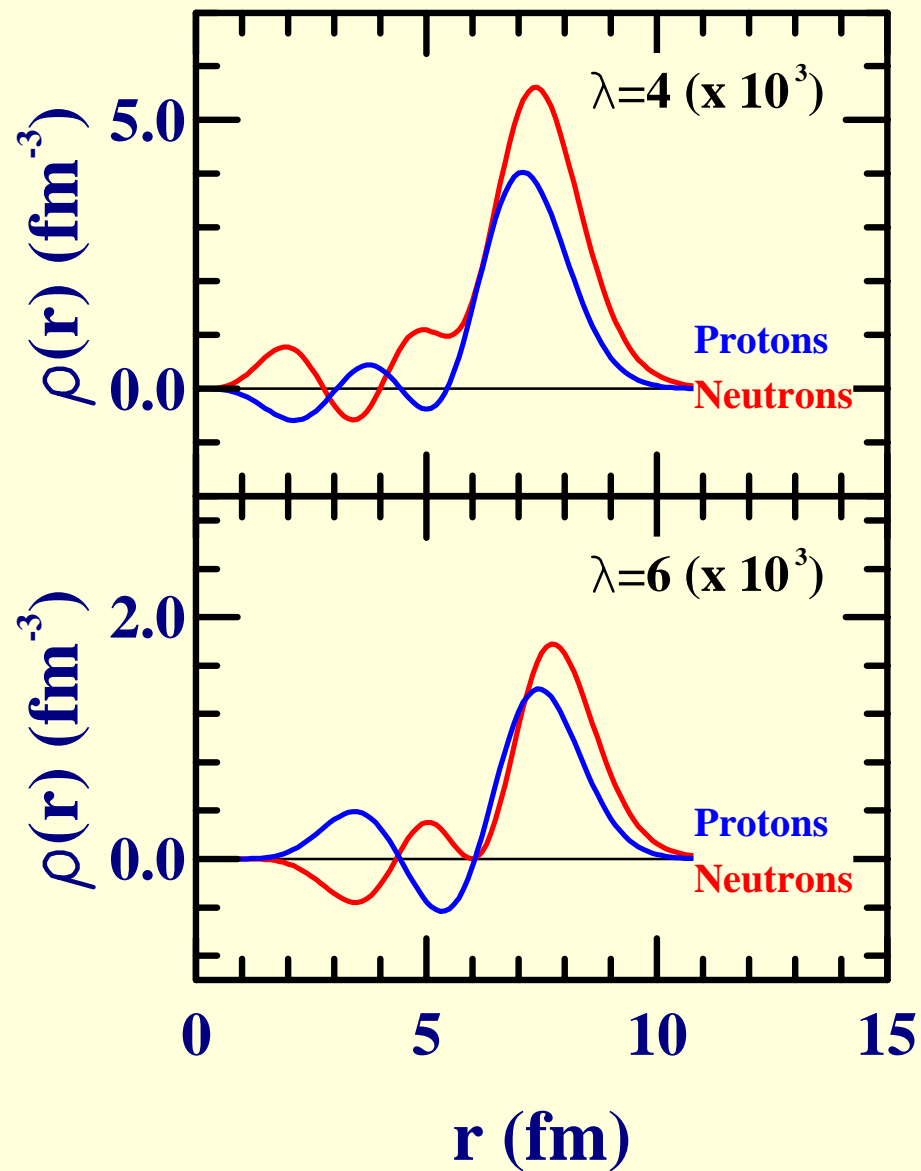 λ=4 (x 10³)
ρ(r) (fm⁻³)
5.0
0.0
Protons
Neutrons
λ=6 (x 10³)
ρ(r) (fm⁻³)
2.0
0.0
Protons
Neutrons
0 5 10 15
r (fm)